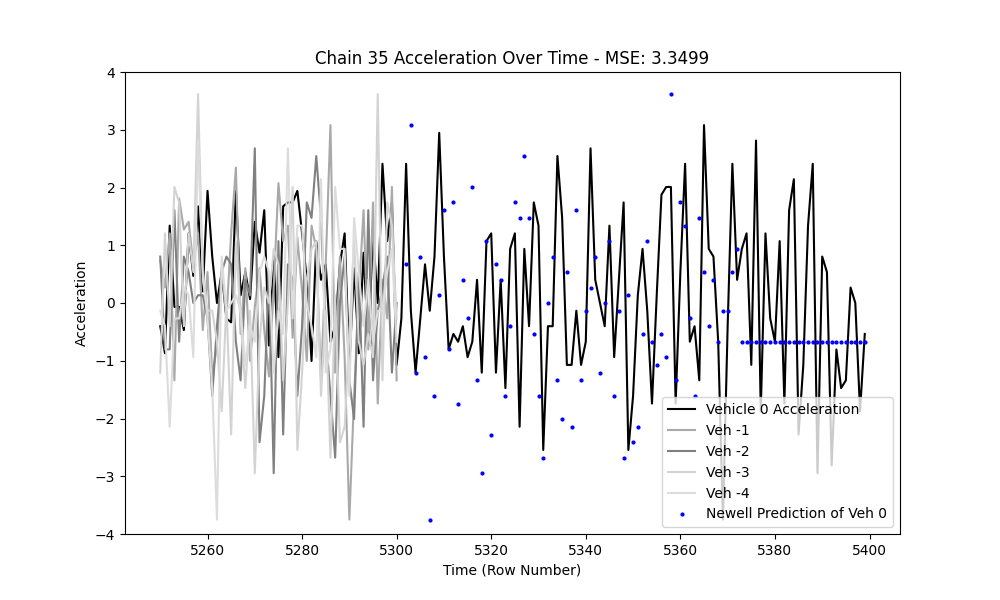 Chain 35 Acceleration Over Time - MSE: 3.3499
4
3
2
1
0
−1
−2
−3
−4
Acceleration
5260
5280
5300
5320
5340
5360
5380
5400
Time (Row Number)
Vehicle 0 Acceleration
Veh -1
Veh -2
Veh -3
Veh -4
Newell Prediction of Veh 0